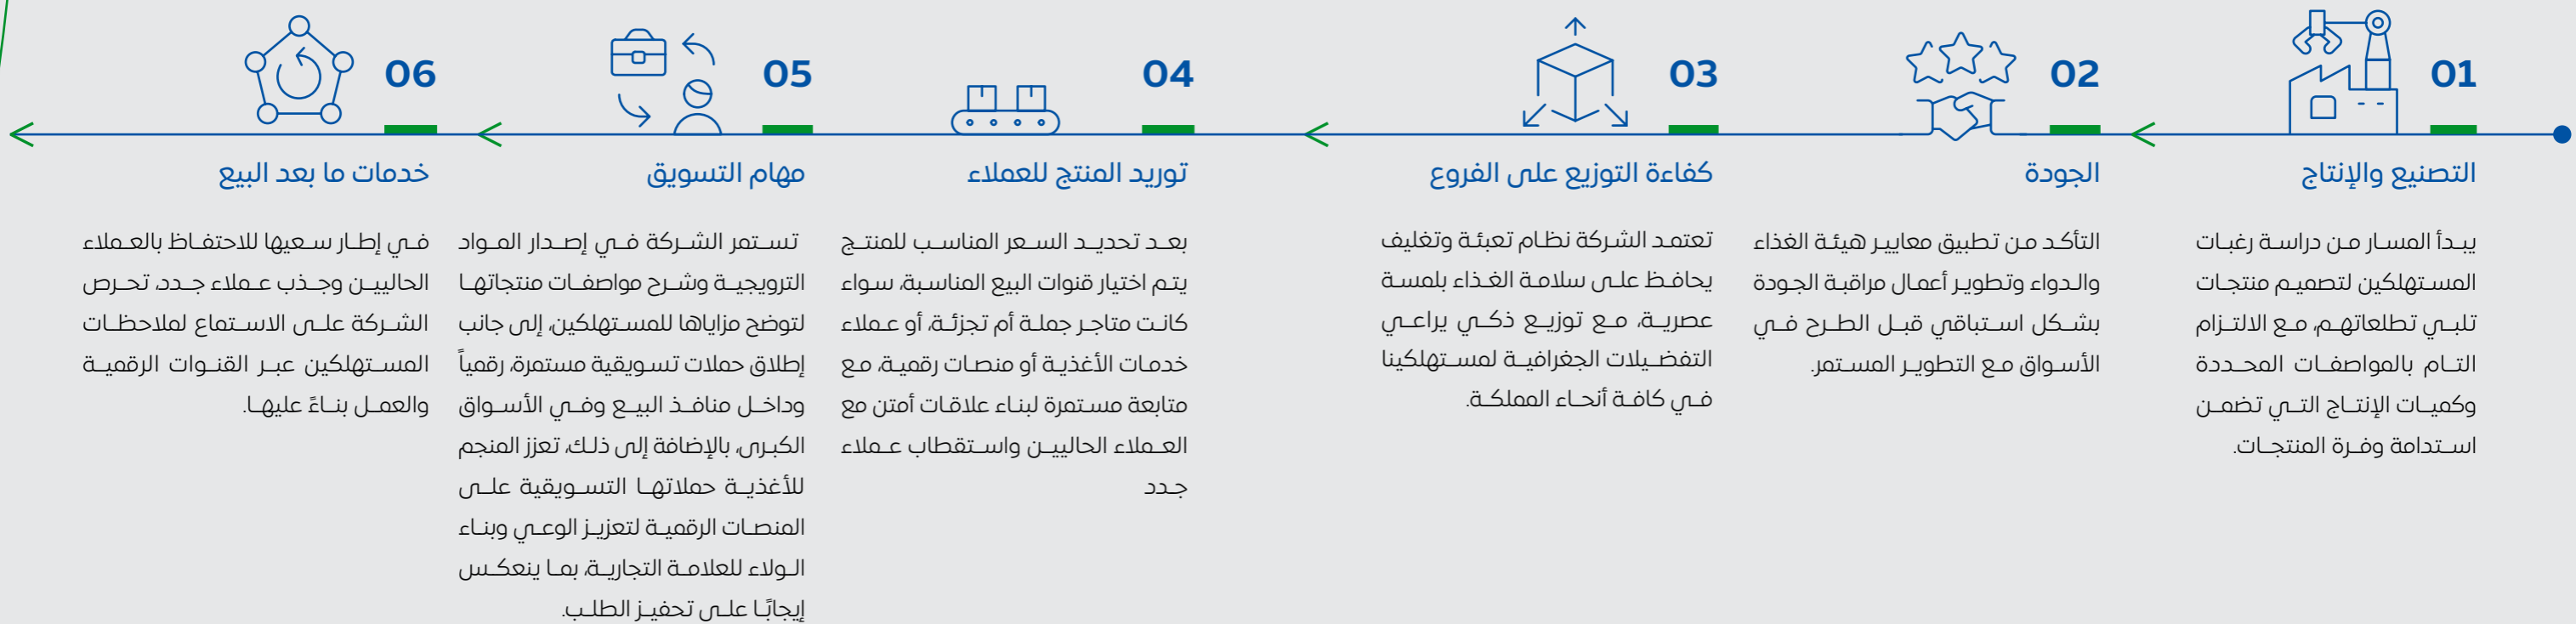 01
التصنيع والإنتاج
يبدأ المسار من دراسة رغبات
المستهلكين لتصميم منتجات
تلبي تطلعاتهم، مع الالتزام
التام بالمواصفات المحددة
وكميات الإنتاج التي تضمن
استدامة وفرة المنتجات.
02
الجودة
التأكد من تطبيق معايير هيئة الغذاء
والدواء وتطوير أعمال مراقبة الجودة
بشكل استباقي قبل الطرح في
الأسواق مع التطوير المستمر.
03
كفاءة التوزيع على الفروع
تعتمد الشركة نظام تعبئة وتغليف
يحافظ على سلامة الغذاء بلمسة
عصرية، مع توزيع ذكي يراعي
التفضيلات الجغرافية لمستهلكينا
في كافة أنحاء المملكة.
04
توريد المنتج للعملاء
بعد تحديد السعر المناسب للمنتج
يتم اختيار قنوات البيع المناسبة، سواء
كانت متاجر جملة أم تجزئة، أو عملاء
خدمات الأغذية أو منصات رقمية، مع
متابعة مستمرة لبناء علاقات أمتن مع
العملاء الحاليين واستقطاب عملاء
جدد
05
مهام التسويق
تستمر الشركة في إصدار المواد
الترويجية وشرح مواصفات منتجاتها
لتوضح مزاياها للمستهلكين، إلى جانب
إطلاق حملات تسويقية مستمرة، رقمياً
وداخل منافذ البيع وفي الأسواق
الكبرى، بالإضافة إلى ذلك، تعزز المنجم
للأغذية حملاتها التسويقية على
المنصات الرقمية لتعزيز الوعي وبناء
الولاء للعلامة التجارية، بما ينعكس
إيجابًا على تحفيز الطلب.
06
خدمات ما بعد البيع
في إطار سعيها للاحتفاظ بالعملاء
الحاليين وجذب عملاء جدد، تحرص
الشركة على الاستماع لملاحظات
المستهلكين عبر القنوات الرقمية
والعمل بناءً عليها.